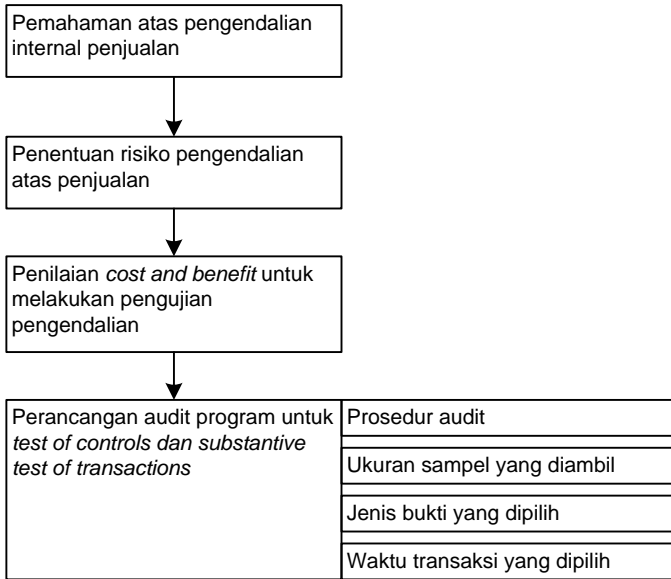 Pemahaman atas pengendalian
internal penjualan
Penentuan risiko pengendalian
atas penjualan
Penilaian cost and benefit untuk
melakukan pengujian
pengendalian
Perancangan audit program untuk
test of controls dan substantive
test of transactions
Prosedur audit
Ukuran sampel yang diambil
Jenis bukti yang dipilih
Waktu transaksi yang dipilih